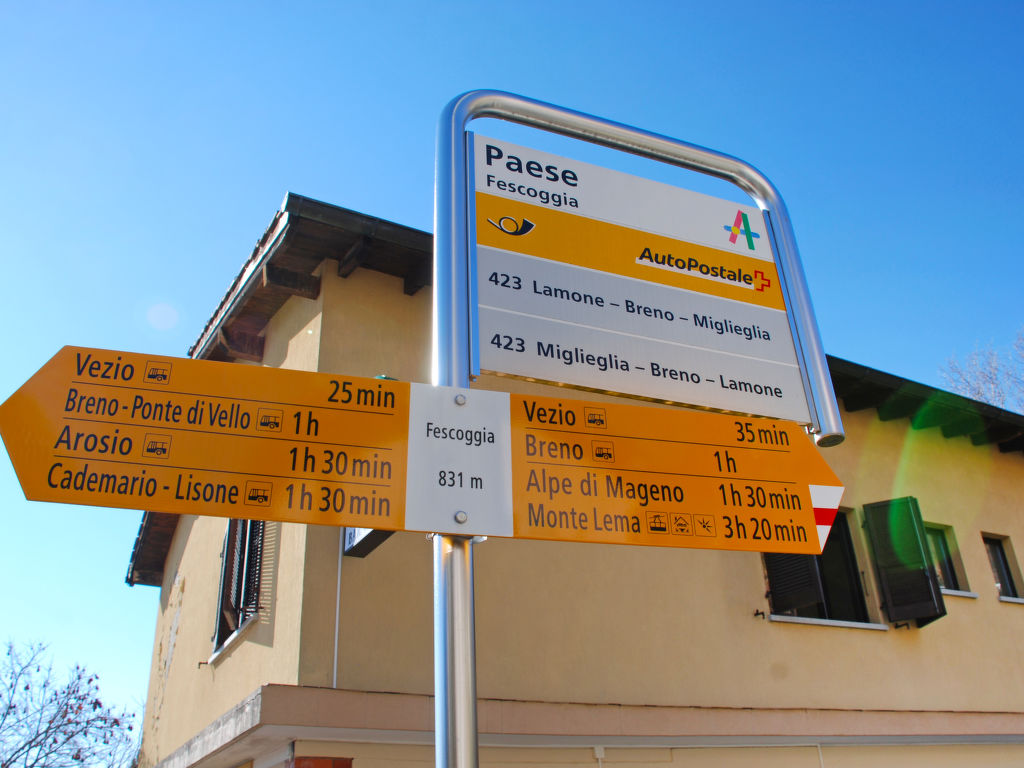 Paese
Fescoggia
AutoPostale
423 Lamone – Breno – Miglieglia
423 Miglieglia – Breno – Lamone
Vezio 25 min
Breno - Ponte di Vello 1 h
Arosio 1 h 30 min
Cademario - Lisone 1 h 30 min
Fescoggia
831 m
Vezio 35 min
Breno 1 h
Alpe di Mageno 1 h 30 min
Monte Lema 3 h 20 min